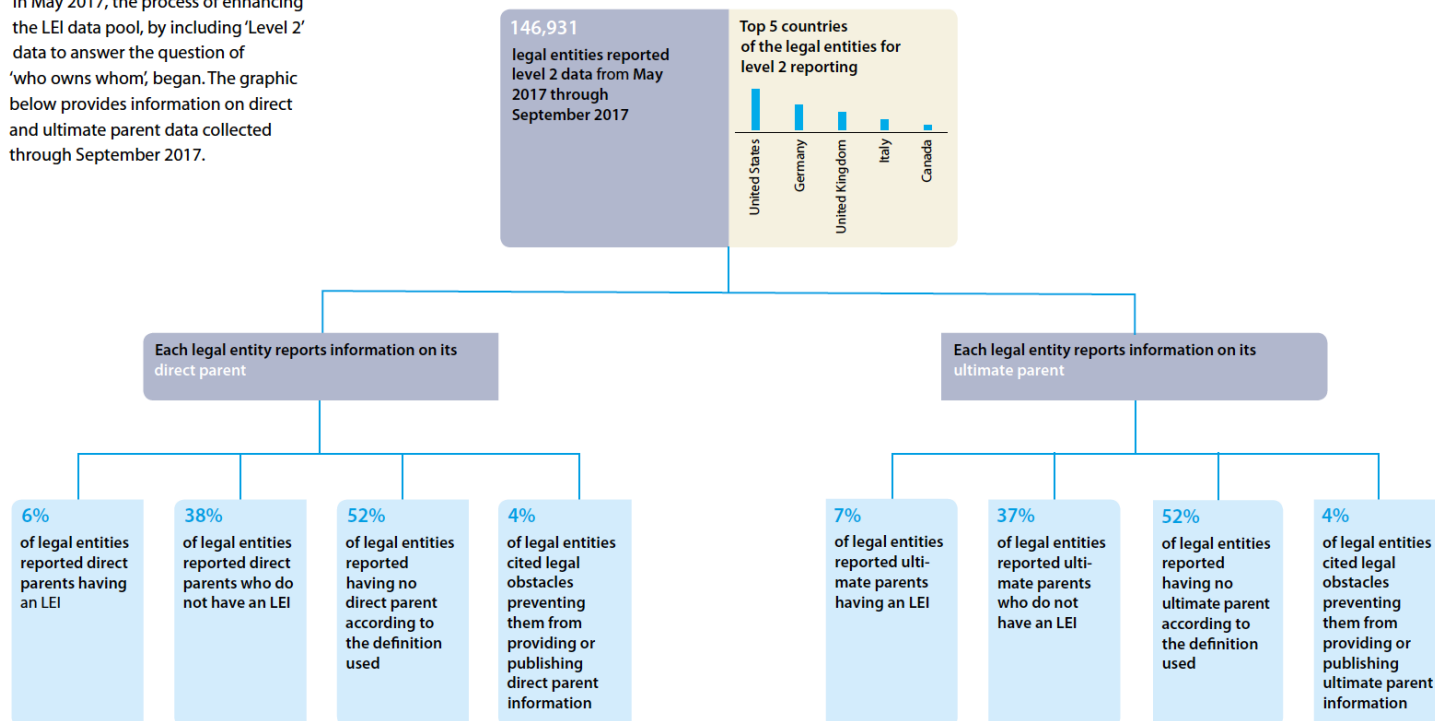 In May 2017, the process of enhancing
the LEI data pool, by including ‘Level 2’
data to answer the question of
‘who owns whom’, began. The graphic
below provides information on direct
and ultimate parent data collected
through September 2017.
146,931
legal entities reported
level 2 data from May
2017 through
September 2017
Top 5 countries
of the legal entities for
level 2 reporting
United States
Germany
United Kingdom
Italy
Canada
Each legal entity reports information on its
direct parent
Each legal entity reports information on its
ultimate parent
6%
of legal entities
reported direct
parents having
an LEI
38%
of legal entities
reported direct
parents who do
not have an LEI
52%
of legal entities
reported
having no
direct parent
according to
the definition
used
4%
of legal entities
cited legal
obstacles
preventing
them from
providing or
publishing
direct parent
information
7%
of legal entities
reported ulti-
mate parents
having an LEI
37%
of legal entities
reported ulti-
mate parents
who do not
have an LEI
52%
of legal entities
reported
having no
ultimate parent
according to
the definition
used
4%
of legal entities
cited legal
obstacles
preventing
them from
providing or
publishing
ultimate parent
information